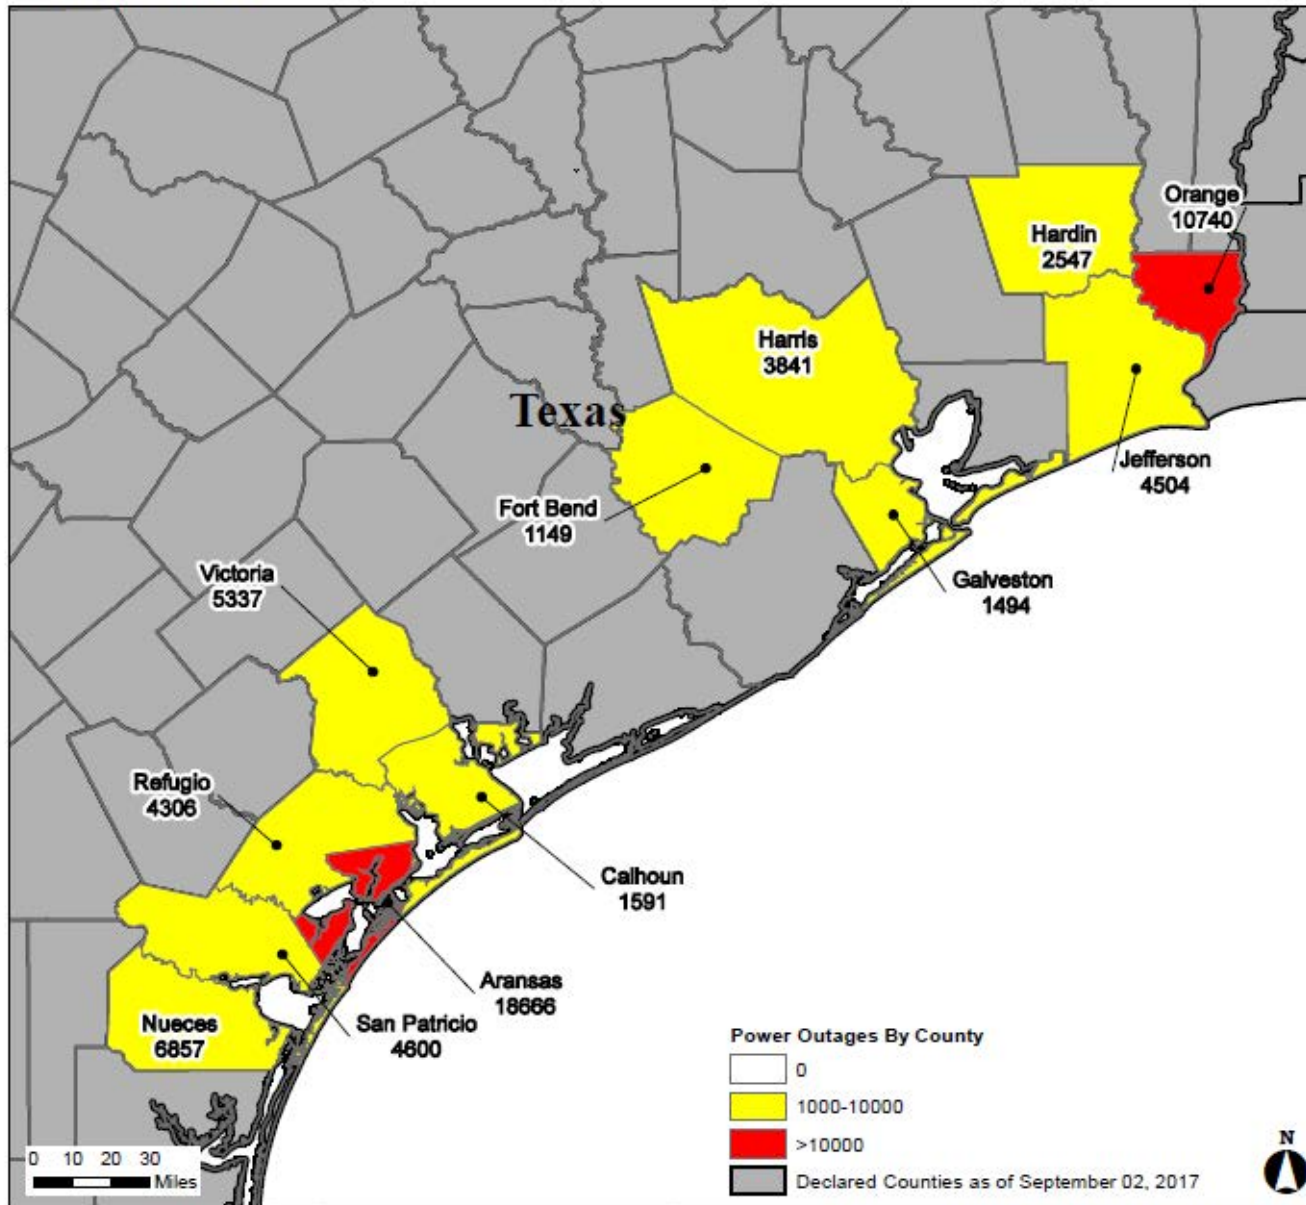 Orange
10740
Hardin
2547
Harris
3841
Texas
Jefferson
4504
Fort Bend
1149
Victoria
5337
Galveston
1494
Refugio
4306
Calhoun
1591
Aransas
18666
San Patricio
4600
Nueces
6857
Power Outages By County
0
1000-10000
>10000
Declared Counties as of September 02, 2017
0 10 20 30
Miles
N